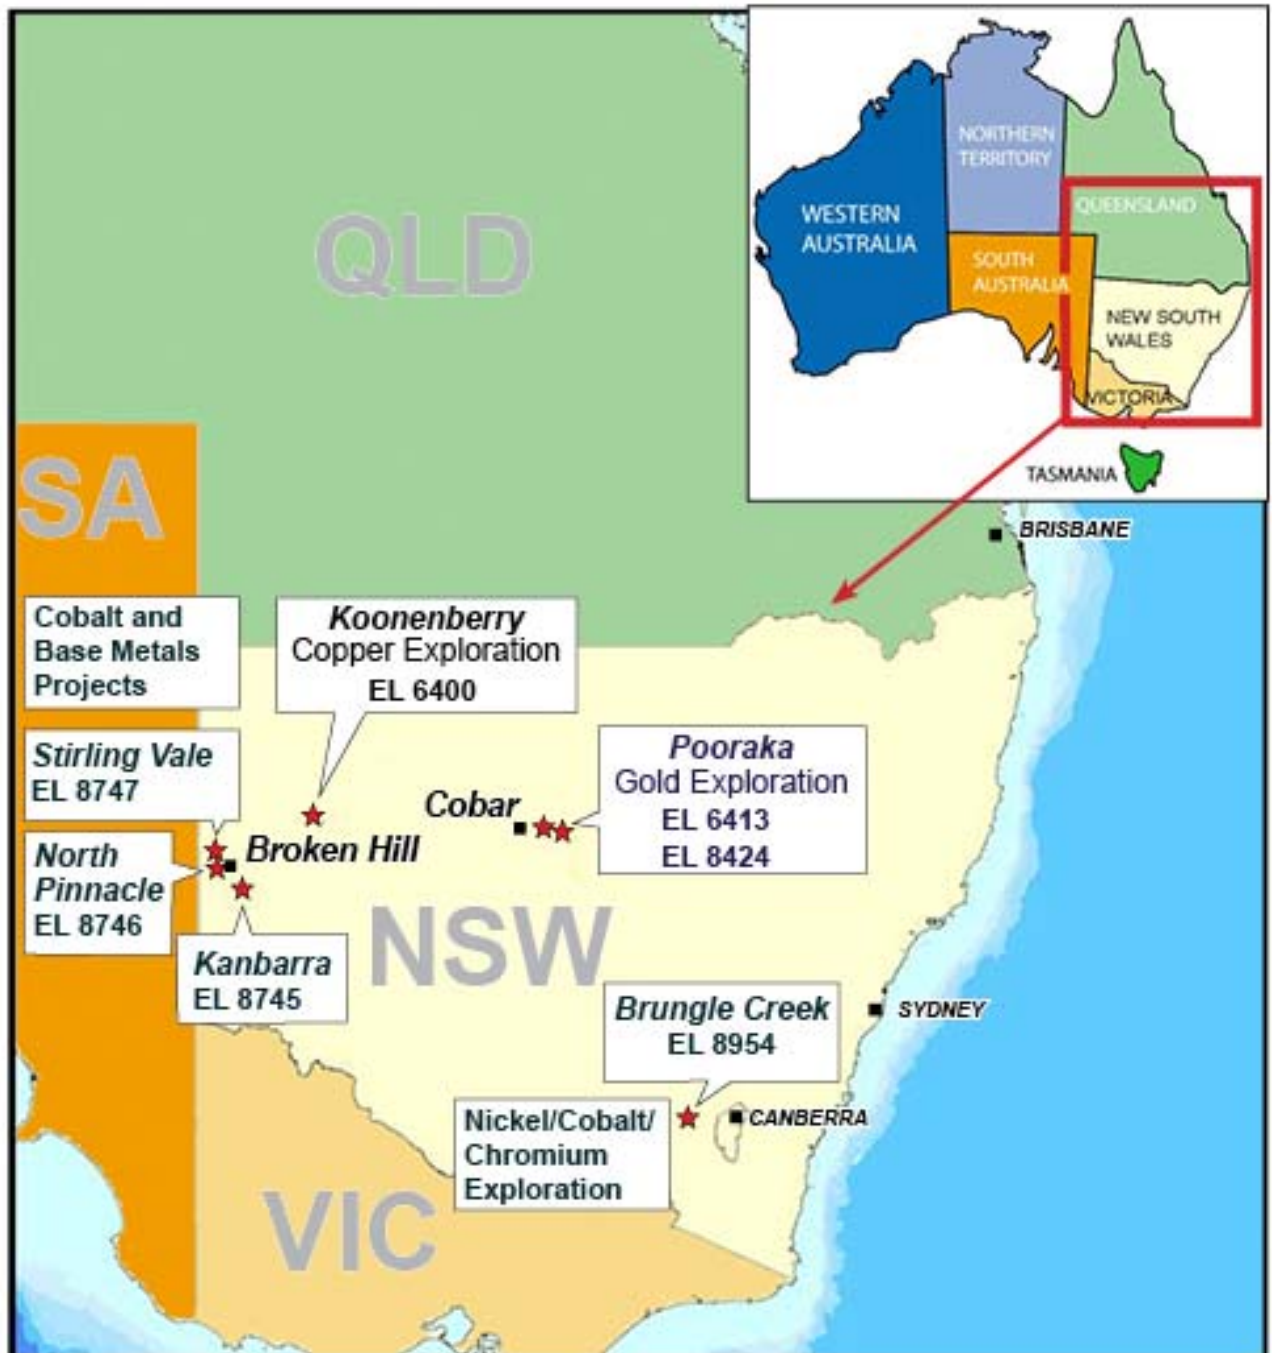 NORTHERN
TERRITORY
WESTERN
AUSTRALIA
QUEENSLAND
SOUTH
AUSTRALIA
NEW SOUTH
WALES
VICTORIA
TASMANIA
QLD
SA
BRISBANE
Cobalt and
Base Metals
Projects
Koonenberry
Copper Exploration
EL 6400
Stirling Vale
EL 8747
Pooraka
Gold Exploration
EL 6413
EL 8424
Cobar
Broken Hill
North
Pinnacle
EL 8746
NSW
Kanbarra
EL 8745
Brungle Creek
EL 8954
SYDNEY
Nickel/Cobalt/
Chromium
Exploration
CANBERRA
VIC